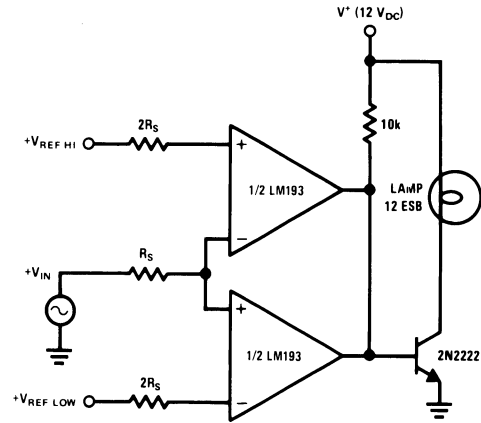 V+ (12 VDC)
2RS
+VREF HI
+
10k
1/2 LM193
LAMP
12 ESB
−
+VIN
RS
+
1/2 LM193
2N2222
2RS
+VREF LOW
−